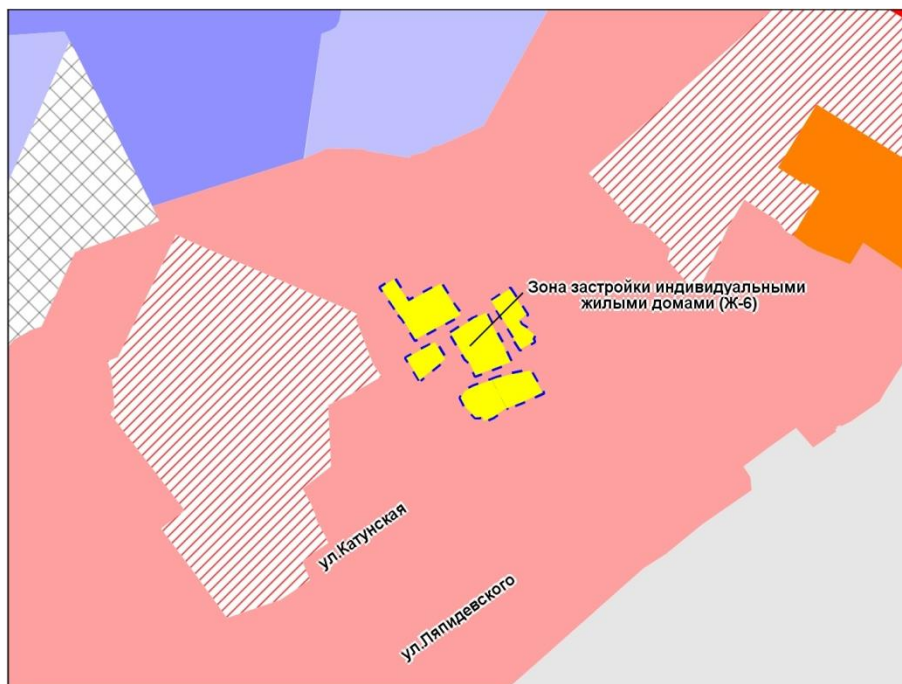 Зона застройки индивидуальными
жилыми домами (Ж-6)
ул.Катунская
ул.Ляпидевского